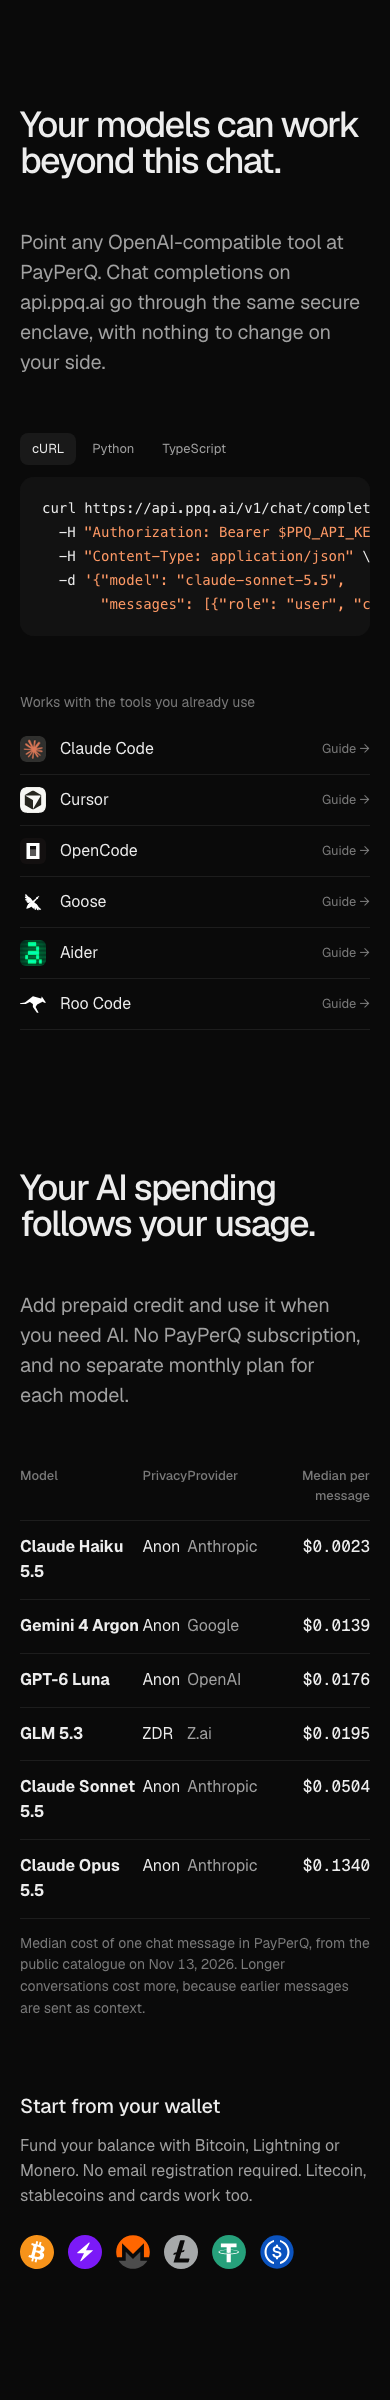 Your models can work
beyond this chat.
Point any OpenAI-compatible tool at
PayPerQ. Chat completions on
api.ppq.ai go through the same secure
enclave, with nothing to change on
your side.
cURL Python TypeScript
curl https://api.ppq.ai/v1/chat/complet
-H "Authorization: Bearer $PPQ_API_KE
-H "Content-Type: application/json" \
-d '{"model": "claude-sonnet-5.5",
"messages": [{"role": "user", "c
Works with the tools you already use
Claude Code Guide →
Cursor Guide →
OpenCode Guide →
Goose Guide →
Aider Guide →
Roo Code Guide →
Your AI spending
follows your usage.
Add prepaid credit and use it when
you need AI. No PayPerQ subscription,
and no separate monthly plan for
each model.
Model Privacy Provider Median per
message
Claude Haiku Anon Anthropic $0.0023
5.5
Gemini 4 Argon Anon Google $0.0139
GPT-6 Luna Anon OpenAI $0.0176
GLM 5.3 ZDR Z.ai $0.0195
Claude Sonnet Anon Anthropic $0.0504
5.5
Claude Opus Anon Anthropic $0.1340
5.5
Median cost of one chat message in PayPerQ, from the
public catalogue on Nov 13, 2026. Longer
conversations cost more, because earlier messages
are sent as context.
Start from your wallet
Fund your balance with Bitcoin, Lightning or
Monero. No email registration required. Litecoin,
stablecoins and cards work too.